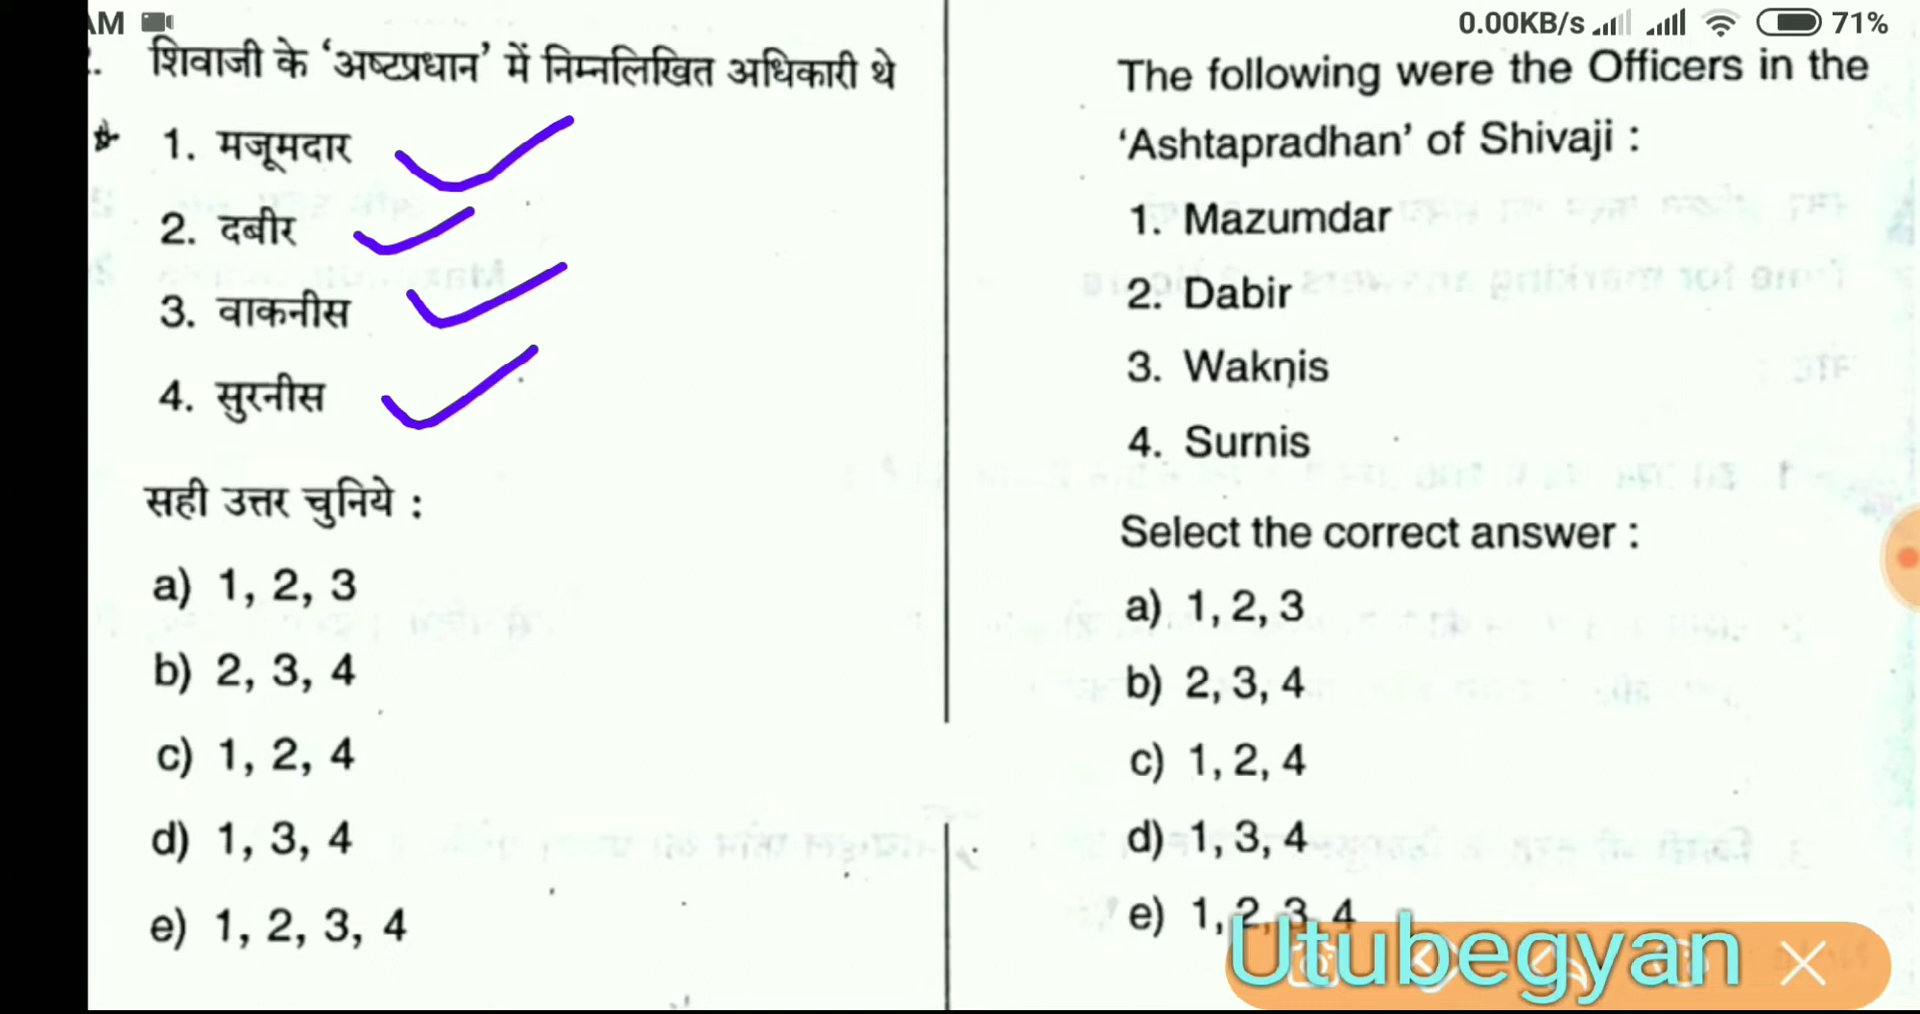 AM
0.00KB/s
71%
शिवाजी के ‘अष्टप्रधान’ में निम्नलिखित अधिकारी थे
1. मजूमदार
2. दबीर
3. वाकनीस
4. सुरनीस
सही उत्तर चुनिये :
a) 1, 2, 3
b) 2, 3, 4
c) 1, 2, 4
d) 1, 3, 4
e) 1, 2, 3, 4
The following were the Officers in the
‘Ashtapradhan’ of Shivaji :
1. Mazumdar
2. Dabir
3. Waknis
4. Surnis
Select the correct answer :
a) 1, 2, 3
b) 2, 3, 4
c) 1, 2, 4
d) 1, 3, 4
e) 1, 2, 3, 4
Utubegyan